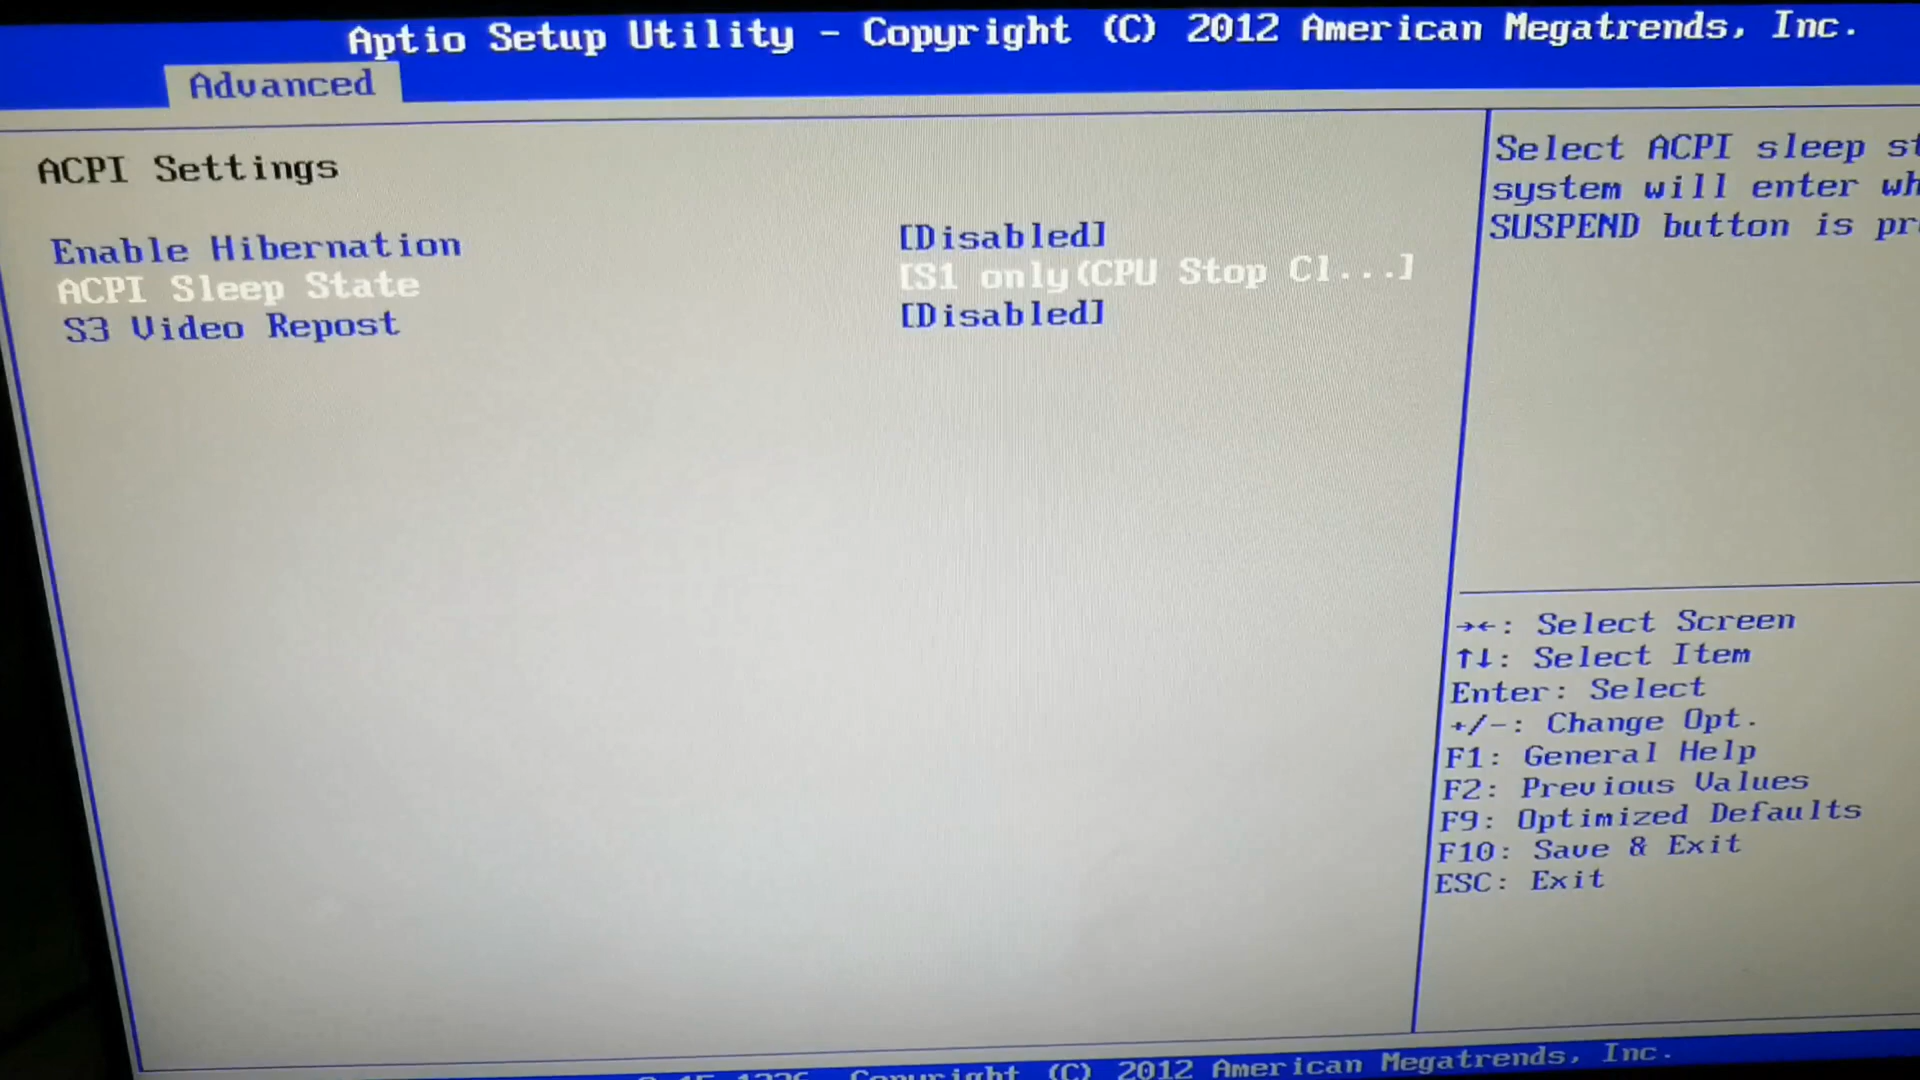 Aptio Setup Utility - Copyright (C) 2012 American Megatrends, Inc.
Advanced
ACPI Settings
Enable Hibernation [Disabled]
ACPI Sleep State [S1 only(CPU Stop Cl...]
S3 Video Repost [Disabled]
Select ACPI sleep
system will enter
SUSPEND button is
→←: Select Screen
↑↓: Select Item
Enter: Select
+/-: Change Opt.
F1: General Help
F2: Previous Values
F9: Optimized Defaults
F10: Save & Exit
ESC: Exit
Copyright (C) 2012 American Megatrends, Inc.